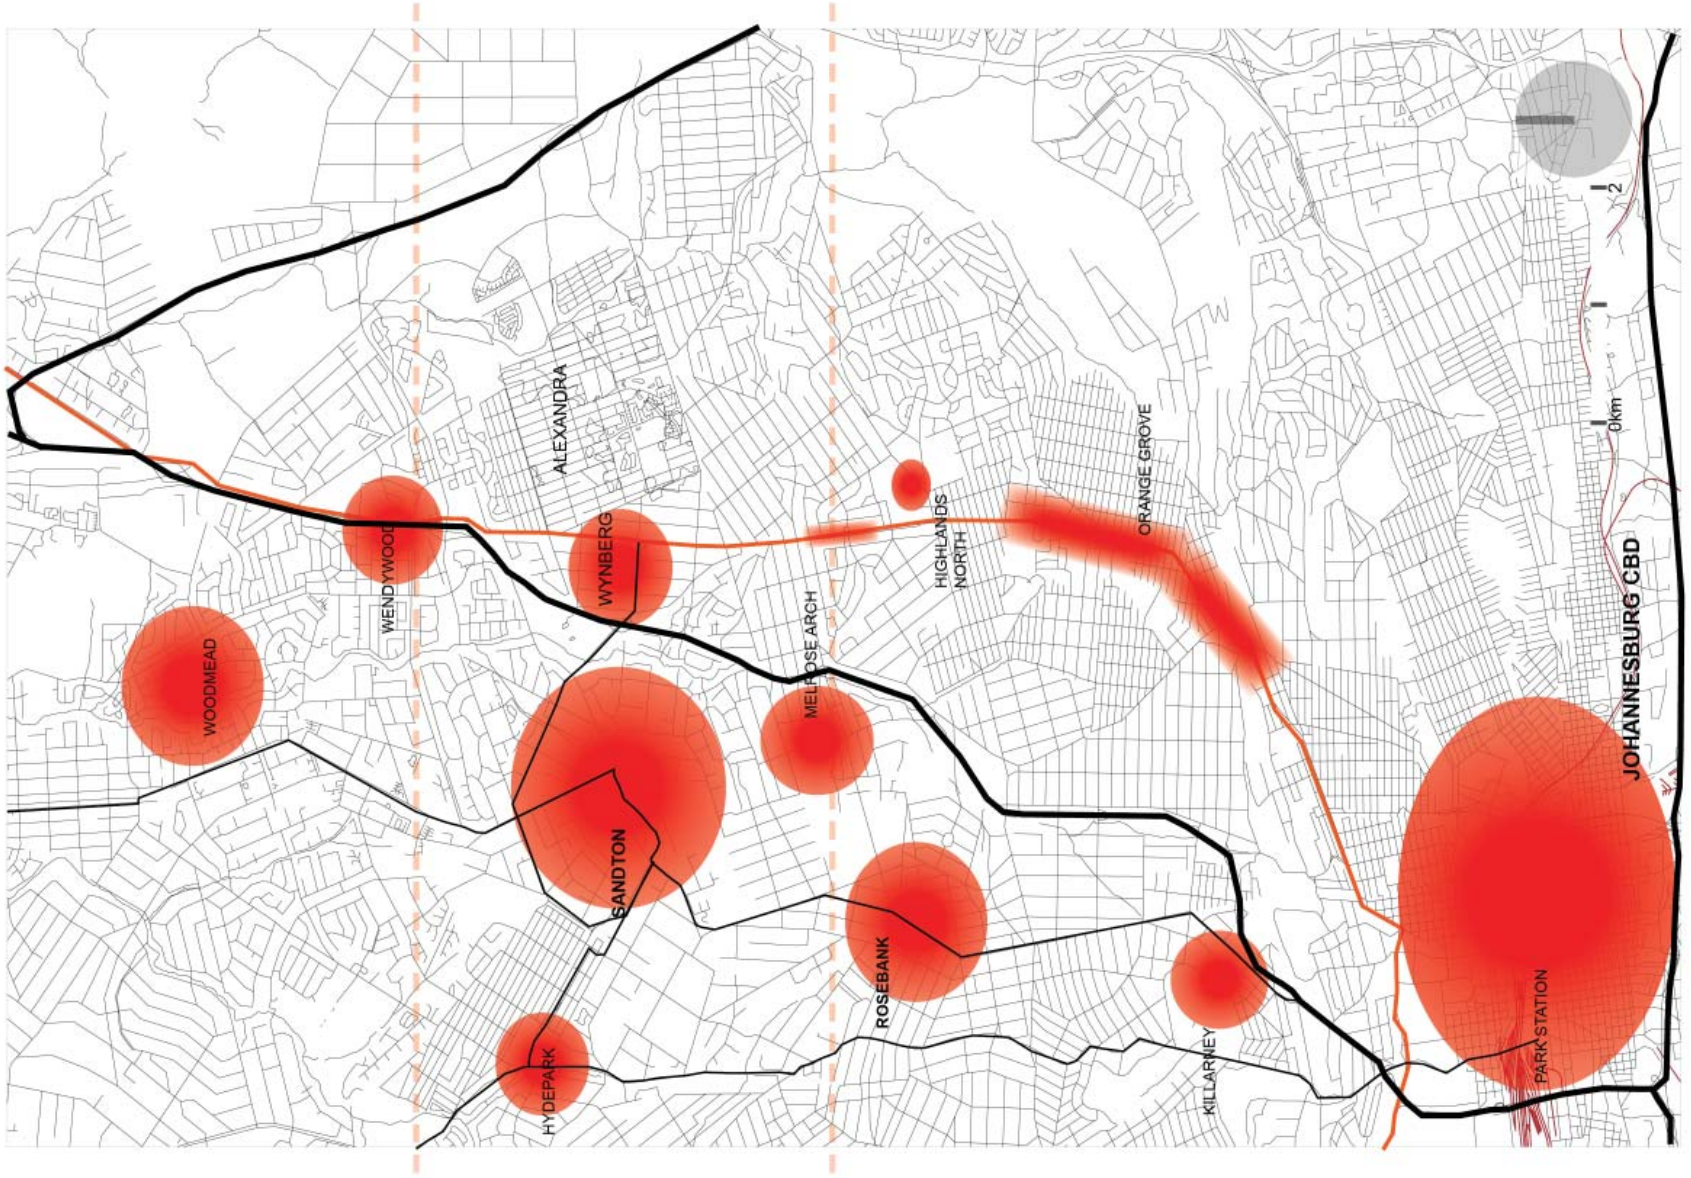 WOODMEAD
WENDYWOOD
ALEXANDRA
WYNBERG
SANDTON
HYDEPARK
MELROSE ARCH
ROSEBANK
HIGHLANDS
NORTH
ORANGE GROVE
KILLARNEY
PARK STATION
JOHANNESBURG CBD
0km
2